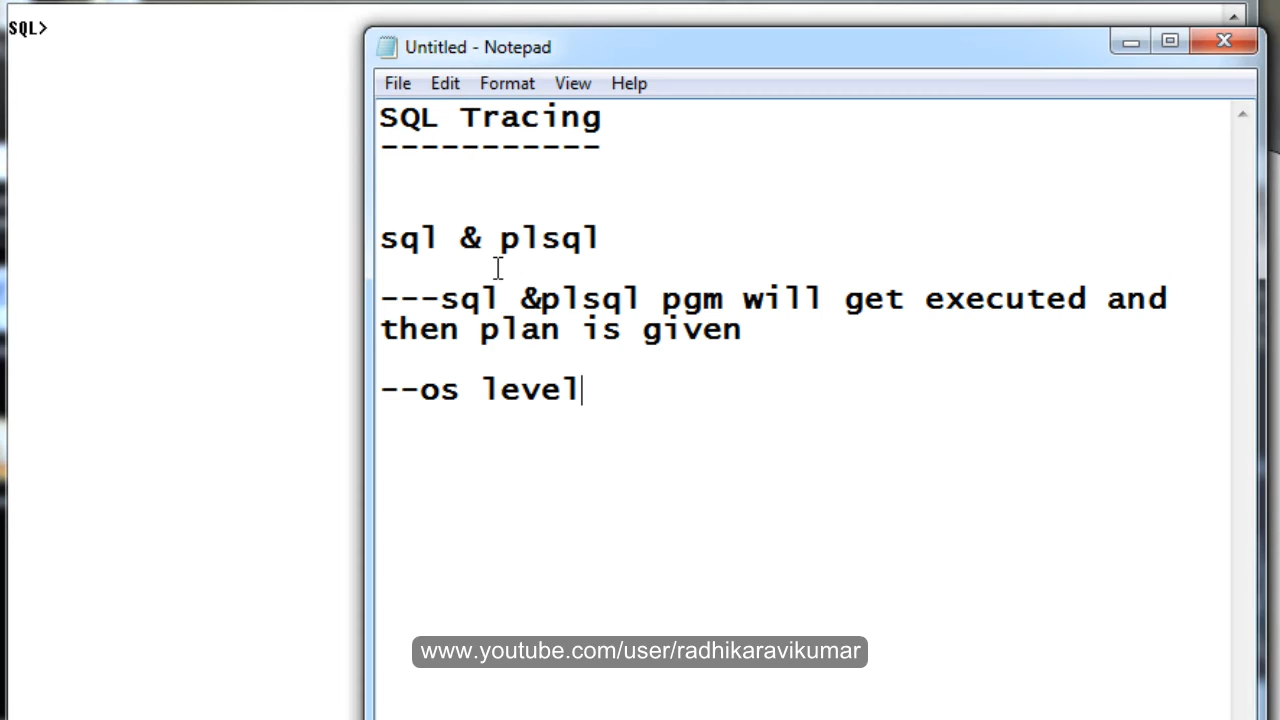 SQL>
Untitled - Notepad
File Edit Format View Help
SQL Tracing
-----------
sql & plsql
---sql &plsql pgm will get executed and
then plan is given
--os level
www.youtube.com/user/radhikaravikumar